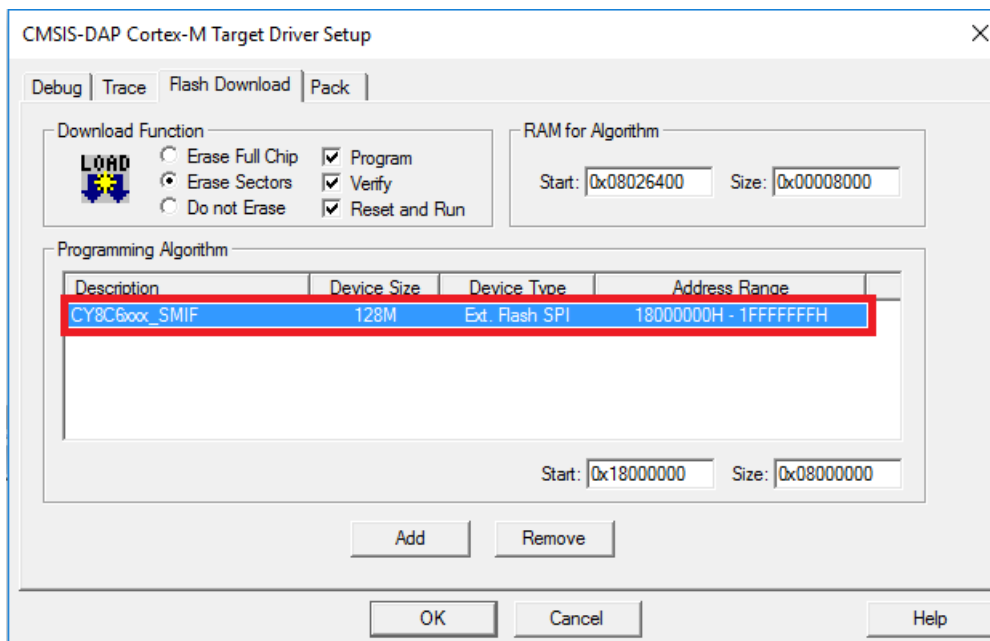 CMSIS-DAP Cortex-M Target Driver Setup
Debug Trace Flash Download Pack
Download Function
LOAD
Erase Full Chip Program
Erase Sectors Verify
Do not Erase Reset and Run
RAM for Algorithm
Start: 0x08026400 Size: 0x00008000
Programming Algorithm
Description Device Size Device Type Address Range
CY8C6xxx_SMIF 128M Ext. Flash SPI 18000000H - 1FFFFFFFH
Start: 0x18000000 Size: 0x08000000
Add Remove
OK Cancel Help